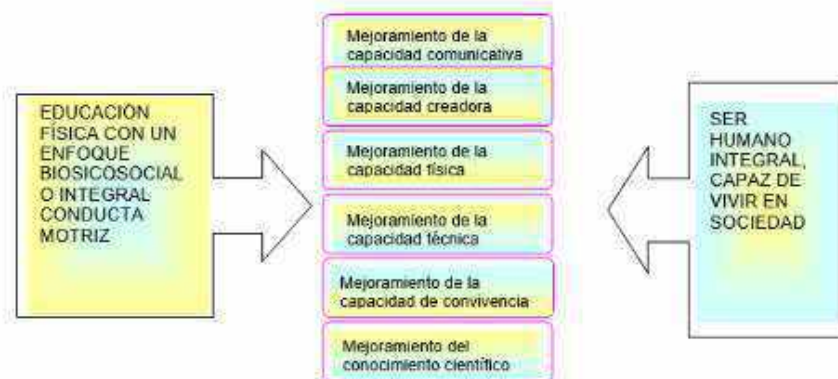 EDUCACIÓN
FÍSICA CON UN
ENFOQUE
BIOSICOSOCIAL
O INTEGRAL
CONDUCTA
MOTRIZ
Mejoramiento de la
capacidad comunicativa
Mejoramiento de la
capacidad creadora
Mejoramiento de la
capacidad física
Mejoramiento de la
capacidad técnica
Mejoramiento de la
capacidad de convivencia
Mejoramiento del
conocimiento científico
SER
HUMANO
INTEGRAL,
CAPAZ DE
VIVIR EN
SOCIEDAD